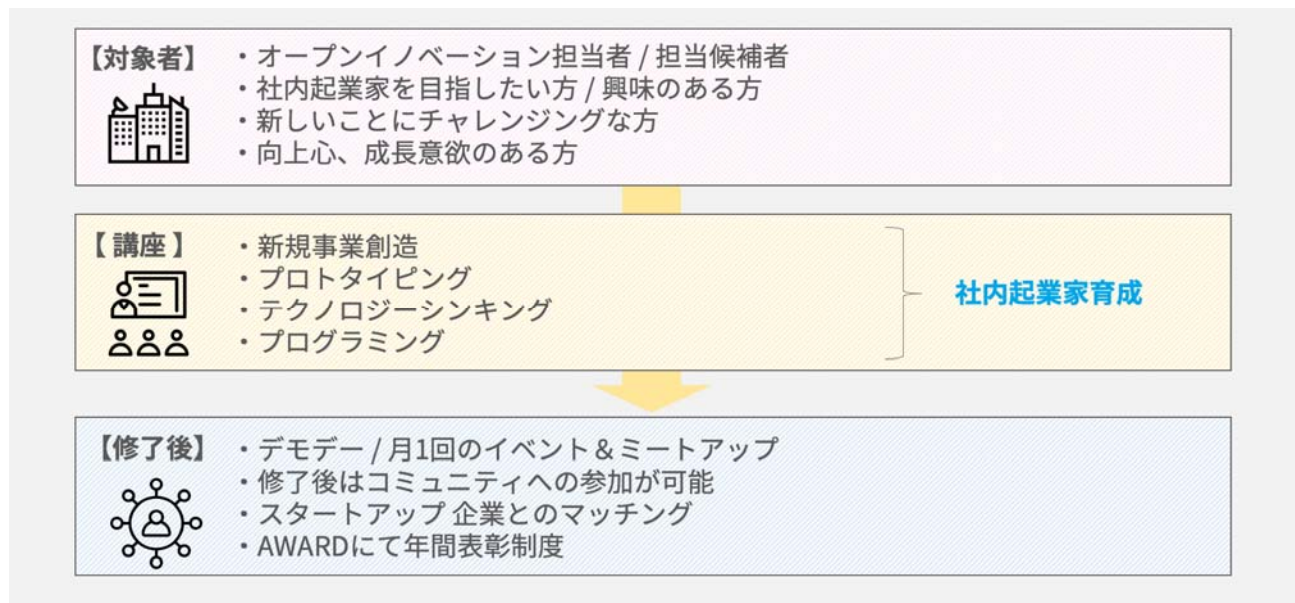 【対象者】
・オープンイノベーション担当者 / 担当候補者
・社内起業家を目指したい方 / 興味のある方
・新しいことにチャレンジングな方
・向上心、成長意欲のある方
【 講座 】
・新規事業創造
・プロトタイピング
・テクノロジーシンキング
・プログラミング
社内起業家育成
【修了後】
・デモデー / 月1回のイベント＆ミートアップ
・修了後はコミュニティへの参加が可能
・スタートアップ 企業とのマッチング
・AWARDにて年間表彰制度